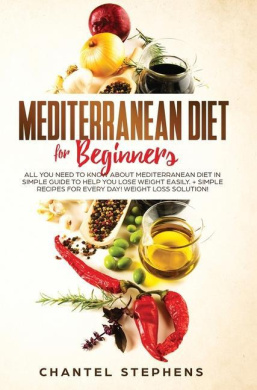 MEDITERRANEAN DIET
for Beginners
ALL YOU NEED TO KNOW ABOUT MEDITERRANEAN DIET IN
SIMPLE GUIDE TO HELP YOU LOSE WEIGHT EASILY. + SIMPLE
RECIPES FOR EVERY DAY! WEIGHT LOSS SOLUTION!
CHANTEL STEPHENS